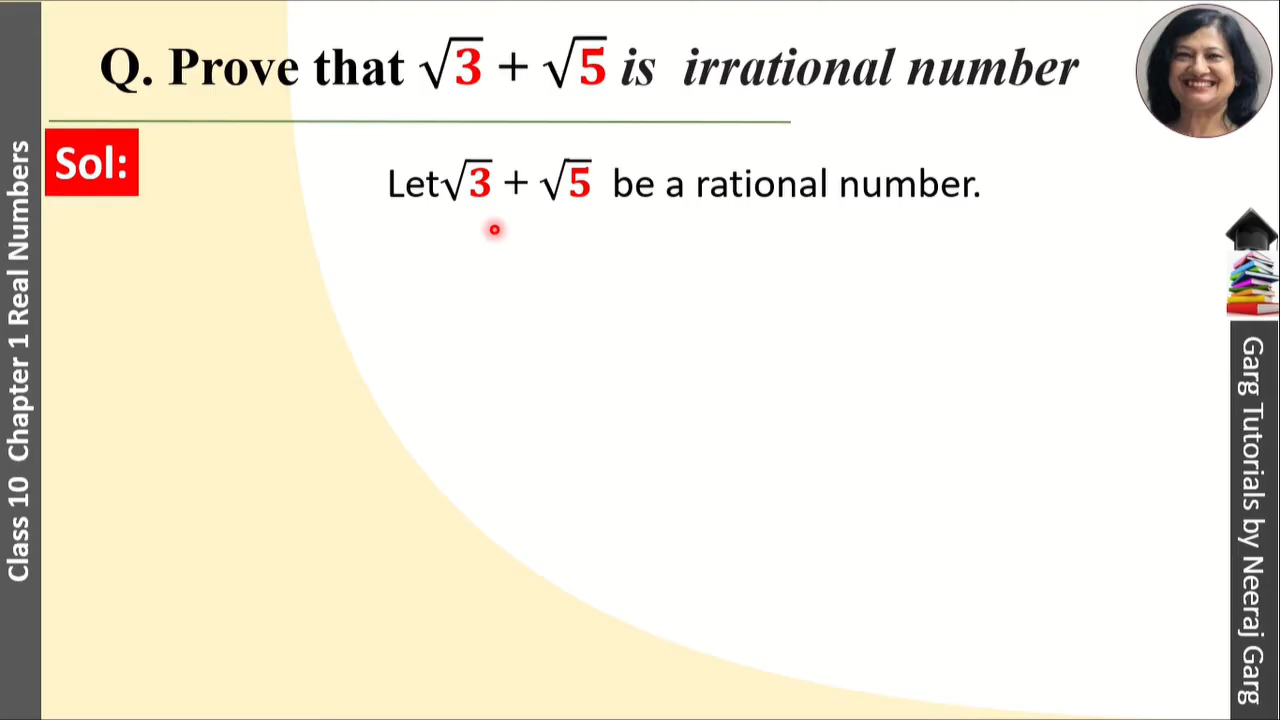 Q. Prove that √3 + √5 is irrational number
Sol:
Let√3 + √5 be a rational number.
Class 10 Chapter 1 Real Numbers
Garg Tutorials by Neeraj Garg